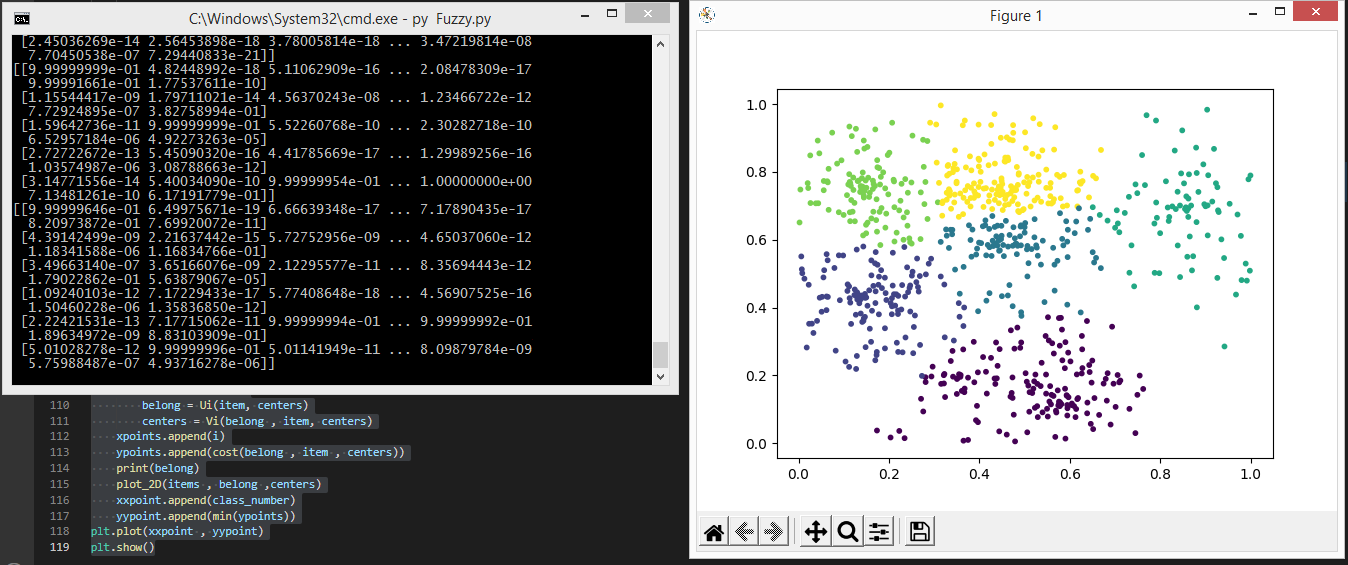 C:\Windows\System32\cmd.exe - py  Fuzzy.py
[2.45036269e-14 2.56453898e-18 3.78005814e-18 ... 3.47219814e-08
7.70450538e-07 7.29440833e-21]]
[[9.99999999e-01 4.82448992e-18 5.11062909e-16 ... 2.08478309e-17
9.99991661e-01 1.77537611e-10]
[1.15544417e-09 1.79711021e-14 4.56370243e-08 ... 1.23466722e-12
7.72924895e-07 3.82758994e-01]
[1.59642736e-11 9.99999999e-01 5.52260768e-10 ... 2.30282718e-10
6.52957184e-06 4.92273263e-05]
[2.72722672e-13 5.45090320e-16 4.41785669e-17 ... 1.29989256e-16
1.03574987e-06 3.08788663e-12]
[3.14771556e-14 5.40034090e-10 9.99999954e-01 ... 1.00000000e+00
7.13481261e-10 6.17191779e-01]]
[[9.99999646e-01 6.49975671e-19 6.66635348e-17 ... 7.17890435e-17
8.20973872e-01 7.69920072e-11]
[4.39142499e-09 2.21637442e-15 5.72752556e-09 ... 4.65037060e-12
1.18341588e-06 1.16834766e-01]
[3.49663140e-07 3.65166076e-09 2.12295577e-11 ... 8.35694443e-12
1.79022862e-01 5.63879067e-05]
[1.09240103e-12 7.17229433e-17 5.77408648e-18 ... 4.56907525e-16
1.50460228e-06 1.35836850e-12]
[2.22421531e-13 7.17715062e-11 9.99999994e-01 ... 9.99999992e-01
1.89634972e-09 8.83103909e-01]
[5.01028278e-12 9.99999996e-01 5.01141949e-11 ... 8.09879784e-09
5.75988487e-07 4.93716278e-06]]
110 belong = Ui(item, centers)
111 centers = Vi(belong , item, centers)
112 xpoints.append(i)
113 ypoints.append(cost(belong , item , centers))
114 print(belong)
115 plot_2D(items , belong ,centers)
116 xxpoint.append(class_number)
117 yypoint.append(min(ypoints))
118 plt.plot(xxpoint , yypoint)
119 plt.show()
Figure 1
1.0
0.8
0.6
0.4
0.2
0.0
0.0 0.2 0.4 0.6 0.8 1.0